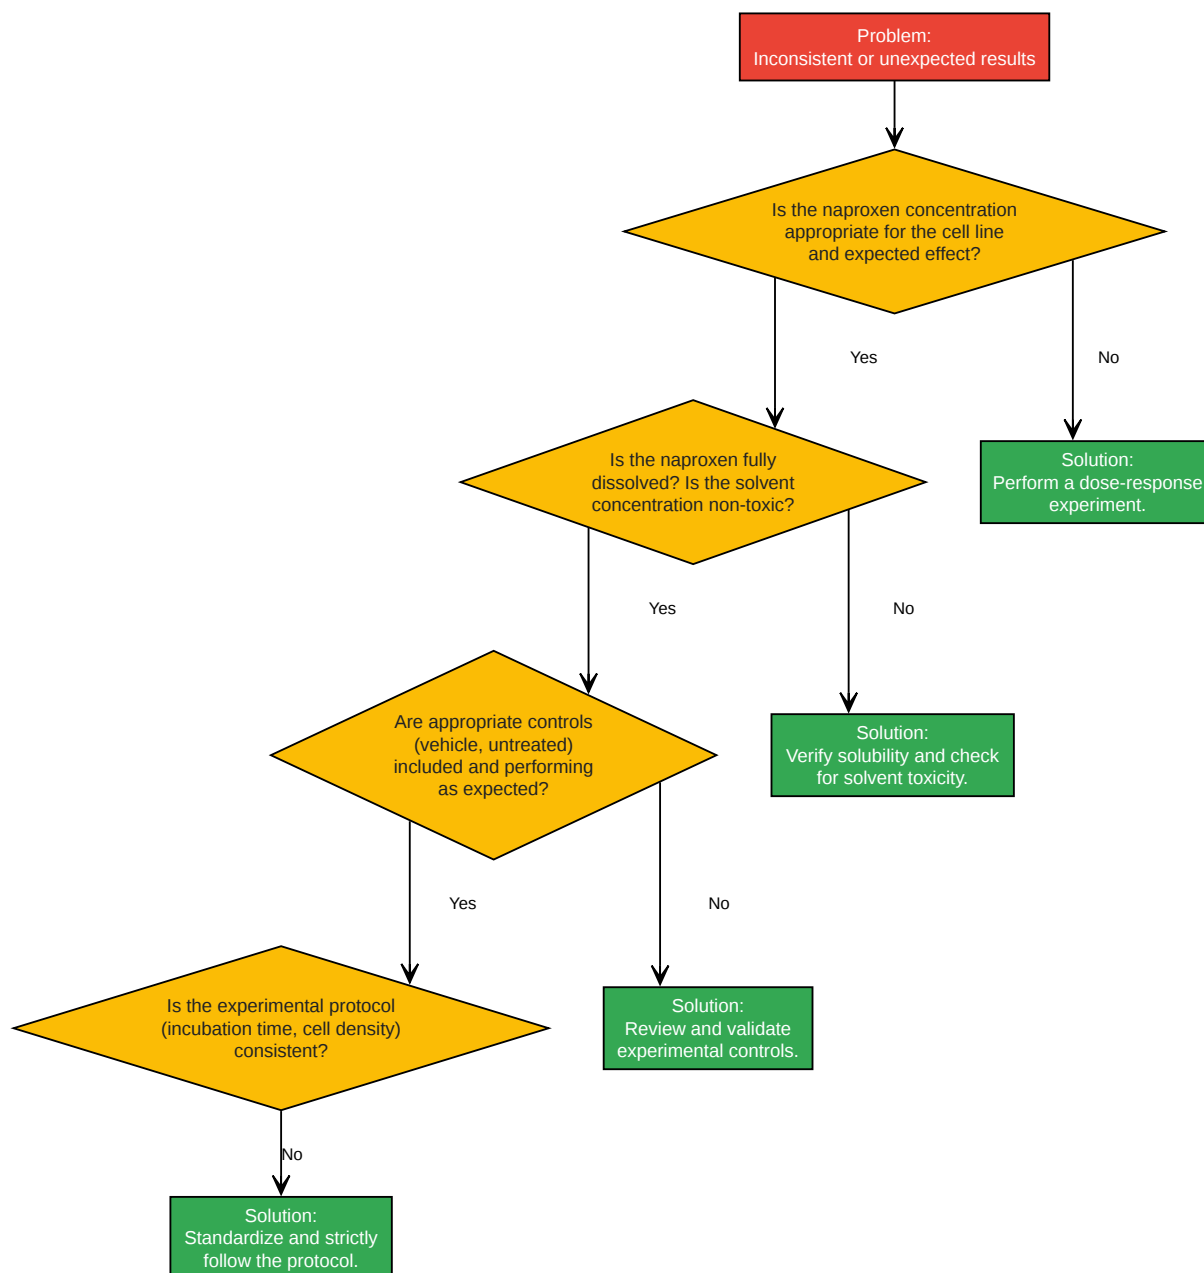 Problem:
Inconsistent or unexpected results
Is the naproxen concentration
appropriate for the cell line
and expected effect?
Yes
No
Is the naproxen fully
dissolved? Is the solvent
concentration non-toxic?
Solution:
Perform a dose-response
experiment.
Yes
No
Are appropriate controls
(vehicle, untreated)
included and performing
as expected?
Solution:
Verify solubility and check
for solvent toxicity.
Yes
No
Is the experimental protocol
(incubation time, cell density)
consistent?
Solution:
Review and validate
experimental controls.
No
Solution:
Standardize and strictly
follow the protocol.